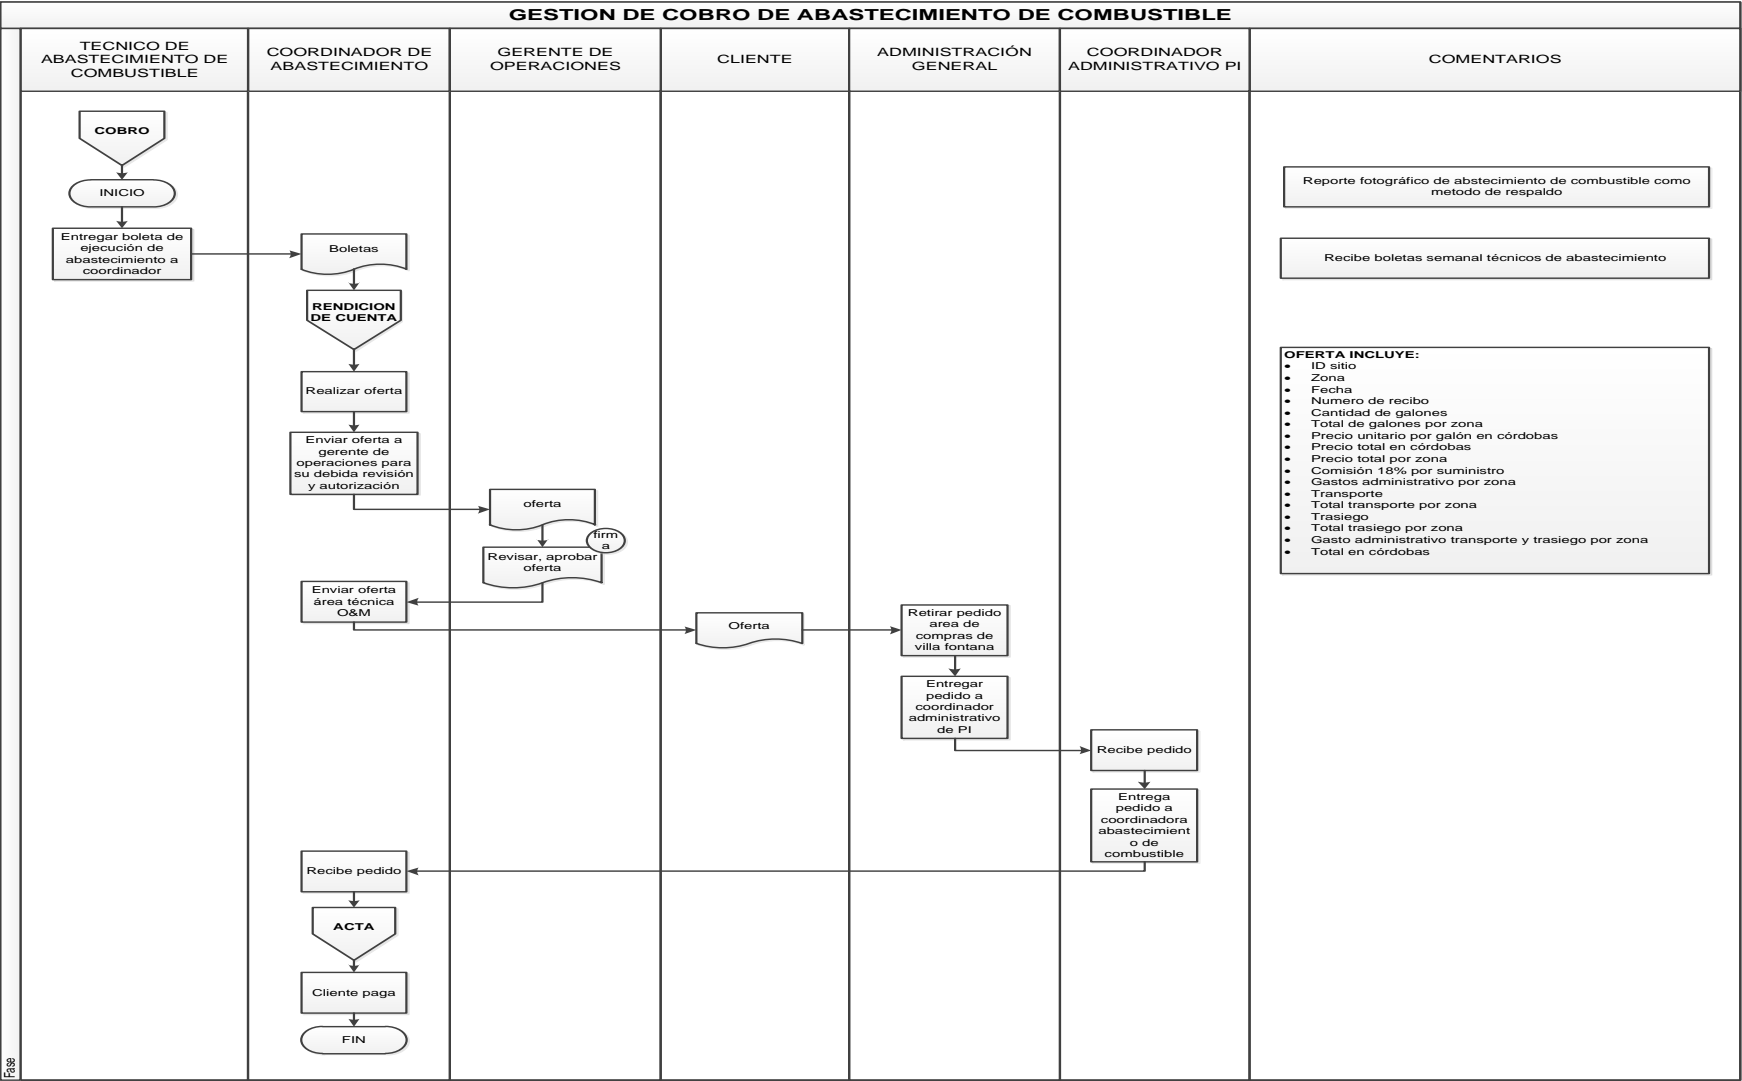 GESTION DE COBRO DE ABASTECIMIENTO DE COMBUSTIBLE
TECNICO DE
ABASTECIMIENTO DE
COMBUSTIBLE
COORDINADOR DE
ABASTECIMIENTO
GERENTE DE
OPERACIONES
CLIENTE
ADMINISTRACIÓN
GENERAL
COORDINADOR
ADMINISTRATIVO PI
COMENTARIOS
COBRO
INICIO
Entregar boleta de
ejecución de
abastecimiento a
coordinador
Boletas
RENDICION
DE CUENTA
Realizar oferta
Enviar oferta a
gerente de
operaciones para
su debida revisión
y autorización
oferta
firm
a
Revisar, aprobar
oferta
Enviar oferta
área técnica
O&M
Oferta
Retirar pedido
area de
compras de
villa fontana
Entregar
pedido a
coordinador
administrativo
de PI
Recibe pedido
Entrega
pedido a
coordinadora
abastecimient
o de
combustible
Recibe pedido
ACTA
Cliente paga
FIN
Reporte fotográfico de abstecimiento de combustible como
metodo de respaldo
Recibe boletas semanal técnicos de abastecimiento
OFERTA INCLUYE:
• ID sitio
• Zona
• Fecha
• Numero de recibo
• Cantidad de galones
• Total de galones por zona
• Precio unitario por galón en córdobas
• Precio total en córdobas
• Precio total por zona
• Comisión 18% por suministro
• Gastos administrativo por zona
• Transporte
• Total transporte por zona
• Trasiego
• Total trasiego por zona
• Gasto administrativo transporte y trasiego por zona
• Total en córdobas
Fase